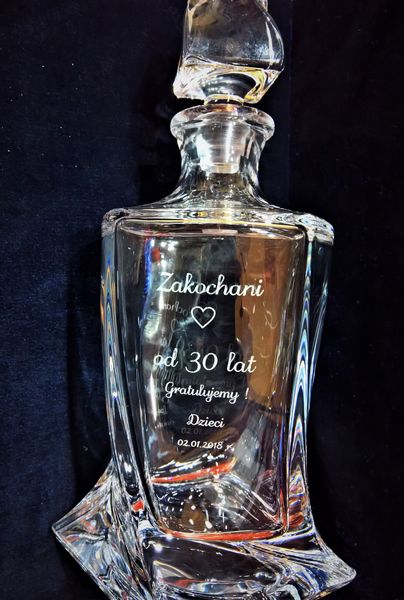 Zakochani
od 30 lat
Gratulujemy !
Dzieci
02.01.2018 r.